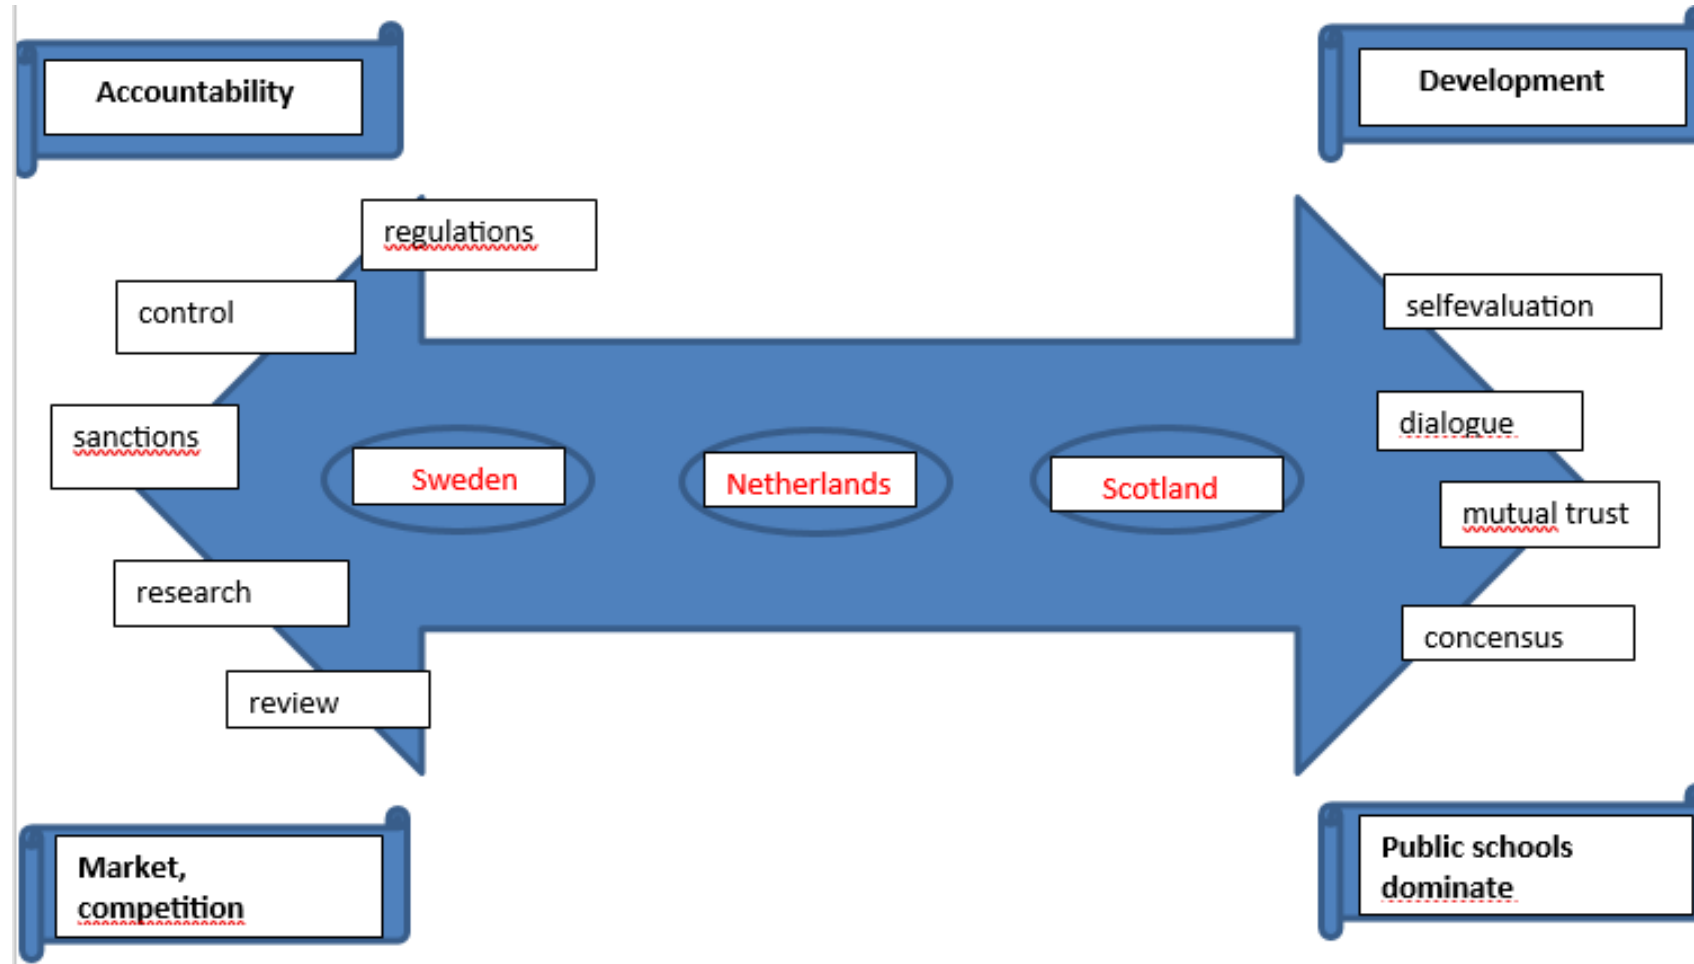 Accountability
Development
regulations
control
selfevaluation
sanctions
dialogue
Sweden
Netherlands
Scotland
mutual trust
research
concensus
review
Market,
competition
Public schools
dominate